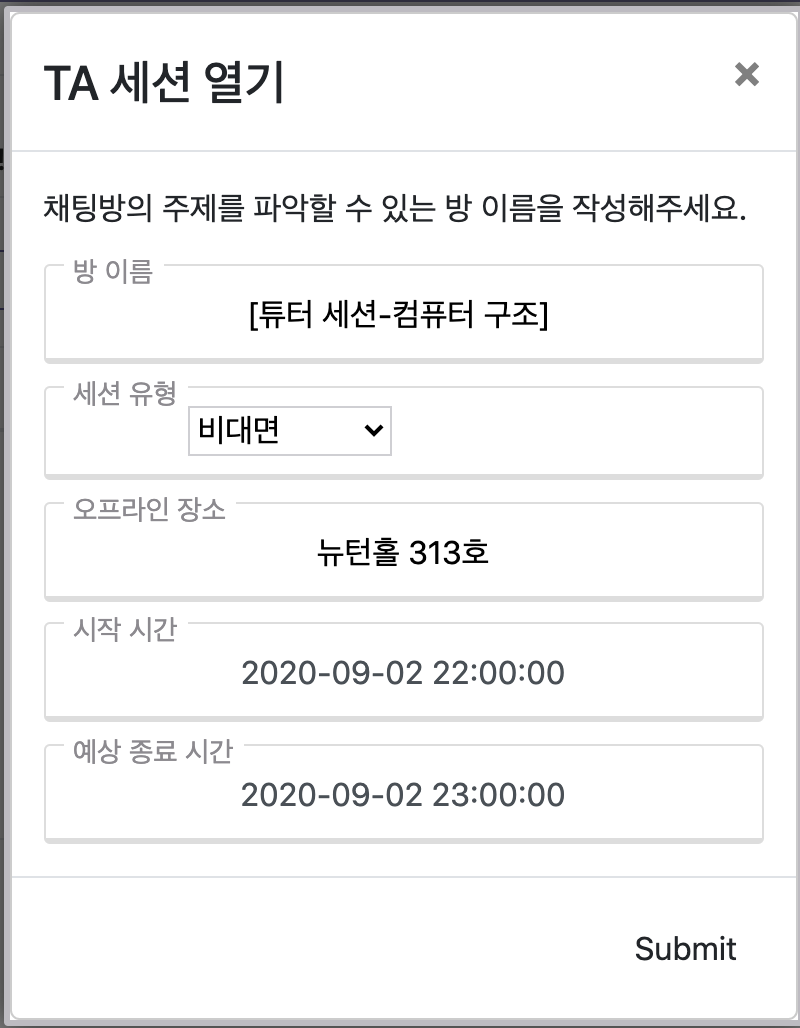 TA 세션 열기
×
채팅방의 주제를 파악할 수 있는 방 이름을 작성해주세요.
방 이름
[튜터 세션-컴퓨터 구조]
세션 유형
비대면
오프라인 장소
뉴턴홀 313호
시작 시간
2020-09-02 22:00:00
예상 종료 시간
2020-09-02 23:00:00
Submit